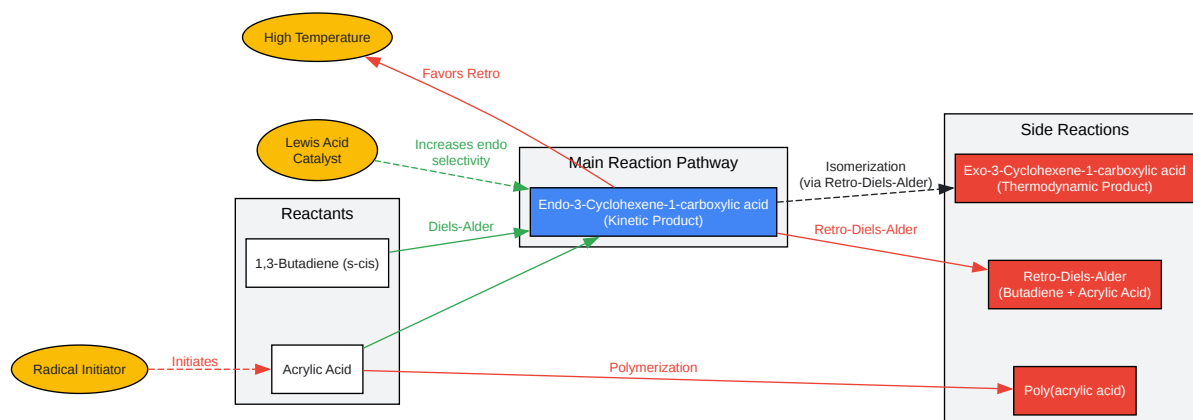 High Temperature
Favors Retro
Lewis Acid
Catalyst
Increases endo
selectivity
Main Reaction Pathway
Endo-3-Cyclohexene-1-carboxylic acid
(Kinetic Product)
Isomerization
(via Retro-Diels-Alder)
Side Reactions
Exo-3-Cyclohexene-1-carboxylic acid
(Thermodynamic Product)
Reactants
1,3-Butadiene (s-cis)
Diels-Alder
Retro-Diels-Alder
Retro-Diels-Alder
(Butadiene + Acrylic Acid)
Radical Initiator
Initiates
Acrylic Acid
Polymerization
Poly(acrylic acid)